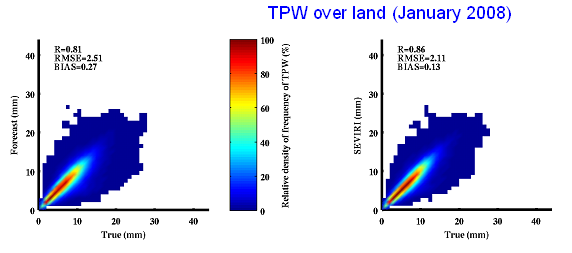 TPW over land (January 2008)
R=0.81
RMSE=2.51
BIAS=0.27
Forecast (mm)
40
30
20
10
0
0 10 20 30 40
True (mm)
100
80
60
40
20
0
Relative density of frequency of TPW (%)
R=0.86
RMSE=2.11
BIAS=0.13
SEVIRI (mm)
40
30
20
10
0
0 10 20 30 40
True (mm)